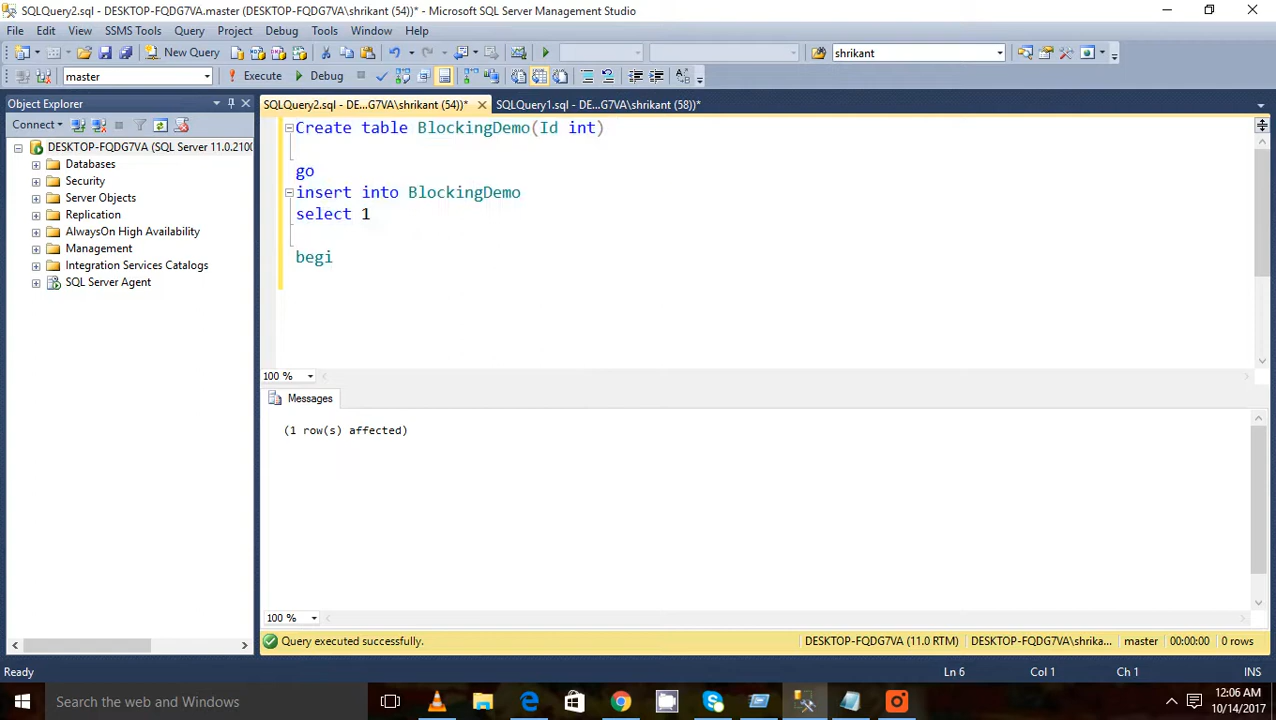 SQLQuery2.sql - DESKTOP-FQDG7VA.master (DESKTOP-FQDG7VA\shrikant (54))* - Microsoft SQL Server Management Studio
File Edit View SSMS Tools Query Project Debug Tools Window Help
New Query shrikant
master Execute Debug
Object Explorer
SQLQuery2.sql - DE...G7VA\shrikant (54))* SQLQuery1.sql - DE...G7VA\shrikant (58))*
Connect
DESKTOP-FQDG7VA (SQL Server 11.0.2100
Databases
Security
Server Objects
Replication
AlwaysOn High Availability
Management
Integration Services Catalogs
SQL Server Agent
Create table BlockingDemo(Id int)
go
insert into BlockingDemo
select 1
begi
100 %
Messages
(1 row(s) affected)
100 %
Query executed successfully. DESKTOP-FQDG7VA (11.0 RTM) DESKTOP-FQDG7VA\shrika... master 00:00:00 0 rows
Ready Ln 6 Col 1 Ch 1 INS
Search the web and Windows
12:06 AM
10/14/2017